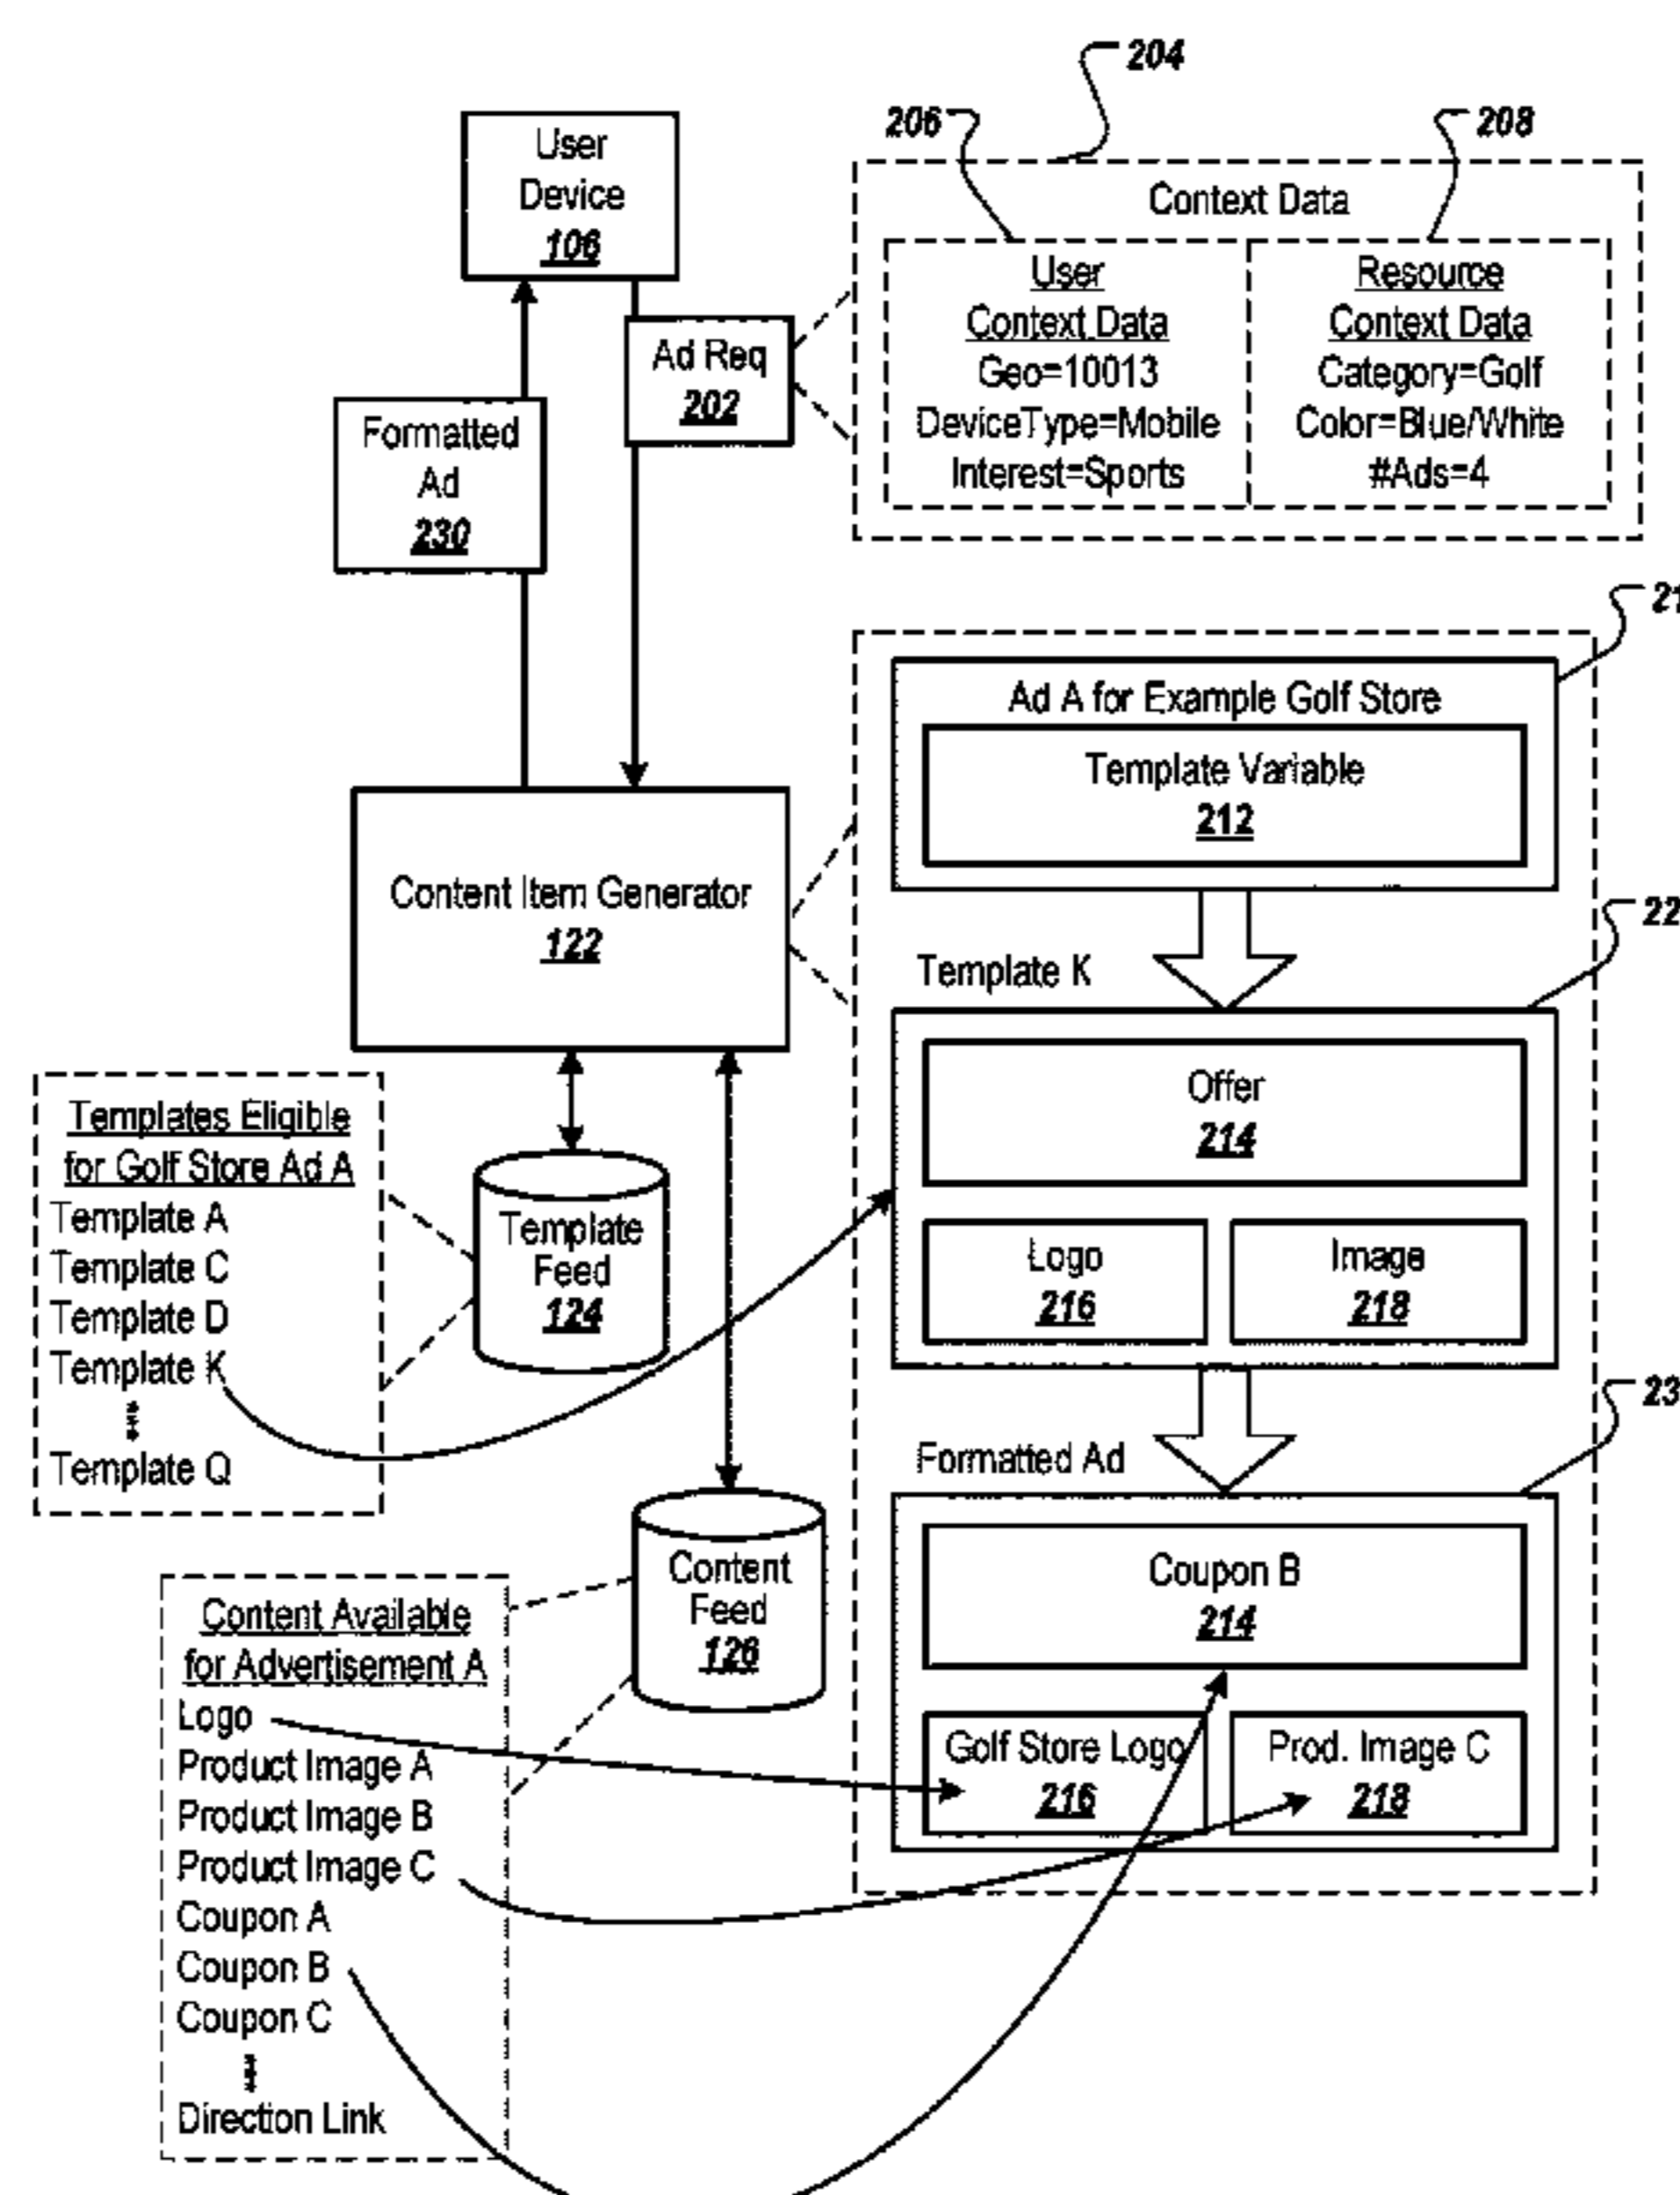 204
206
208
User
Device
106
Context Data
User
Context Data
Geo=10013
DeviceType=Mobile
Interest=Sports
Resource
Context Data
Category=Golf
Color=Blue/White
#Ads=4
Ad Req
202
Formatted
Ad
230
Ad A for Example Golf Store
Template Variable
212
Content Item Generator
122
Template K
Offer
214
Logo
216
Image
218
Templates Eligible
for Golf Store Ad A
Template A
Template C
Template D
Template K
Template Q
Template
Feed
124
Formatted Ad
Coupon B
214
Golf Store Logo
216
Prod. Image C
218
Content
Feed
126
Content Available
for Advertisement A
Logo
Product Image A
Product Image B
Product Image C
Coupon A
Coupon B
Coupon C
Direction Link